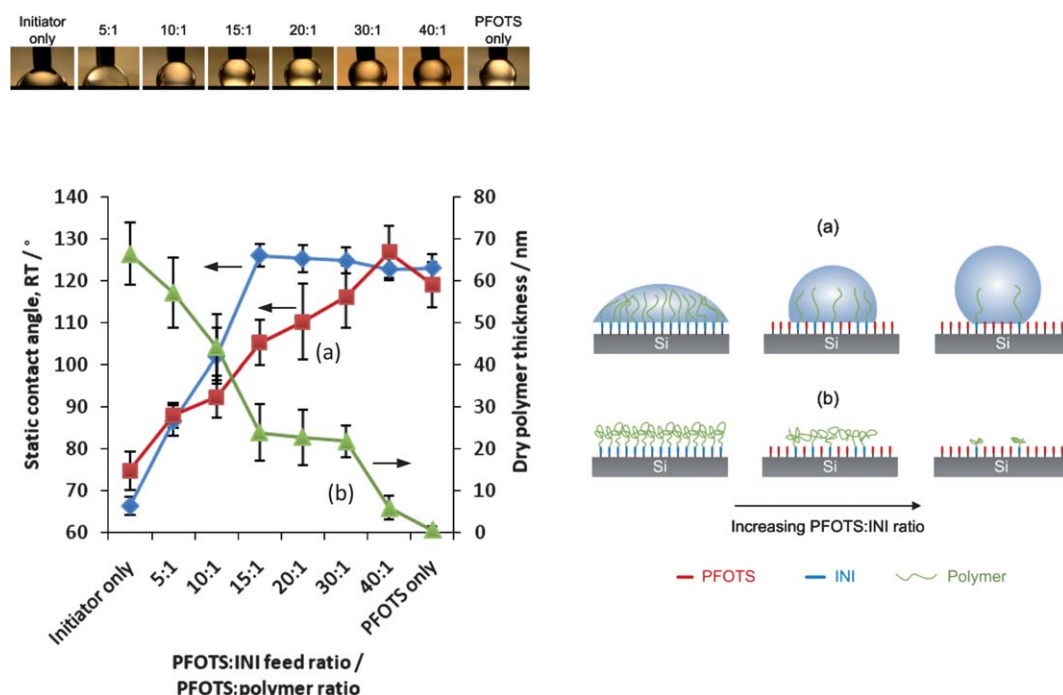 Initiator only
5:1
10:1
15:1
20:1
30:1
40:1
PFOTS only
140
130
120
110
100
90
80
70
60
Static contact angle, RT / °
80
70
60
50
40
30
20
10
0
Dry polymer thickness / nm
(a)
(b)
Initiator only
5:1
10:1
15:1
20:1
30:1
40:1
PFOTS only
PFOTS:INI feed ratio /
PFOTS:polymer ratio
(a)
Si
Si
Si
(b)
Si
Si
Si
Increasing PFOTS:INI ratio
PFOTS
INI
Polymer